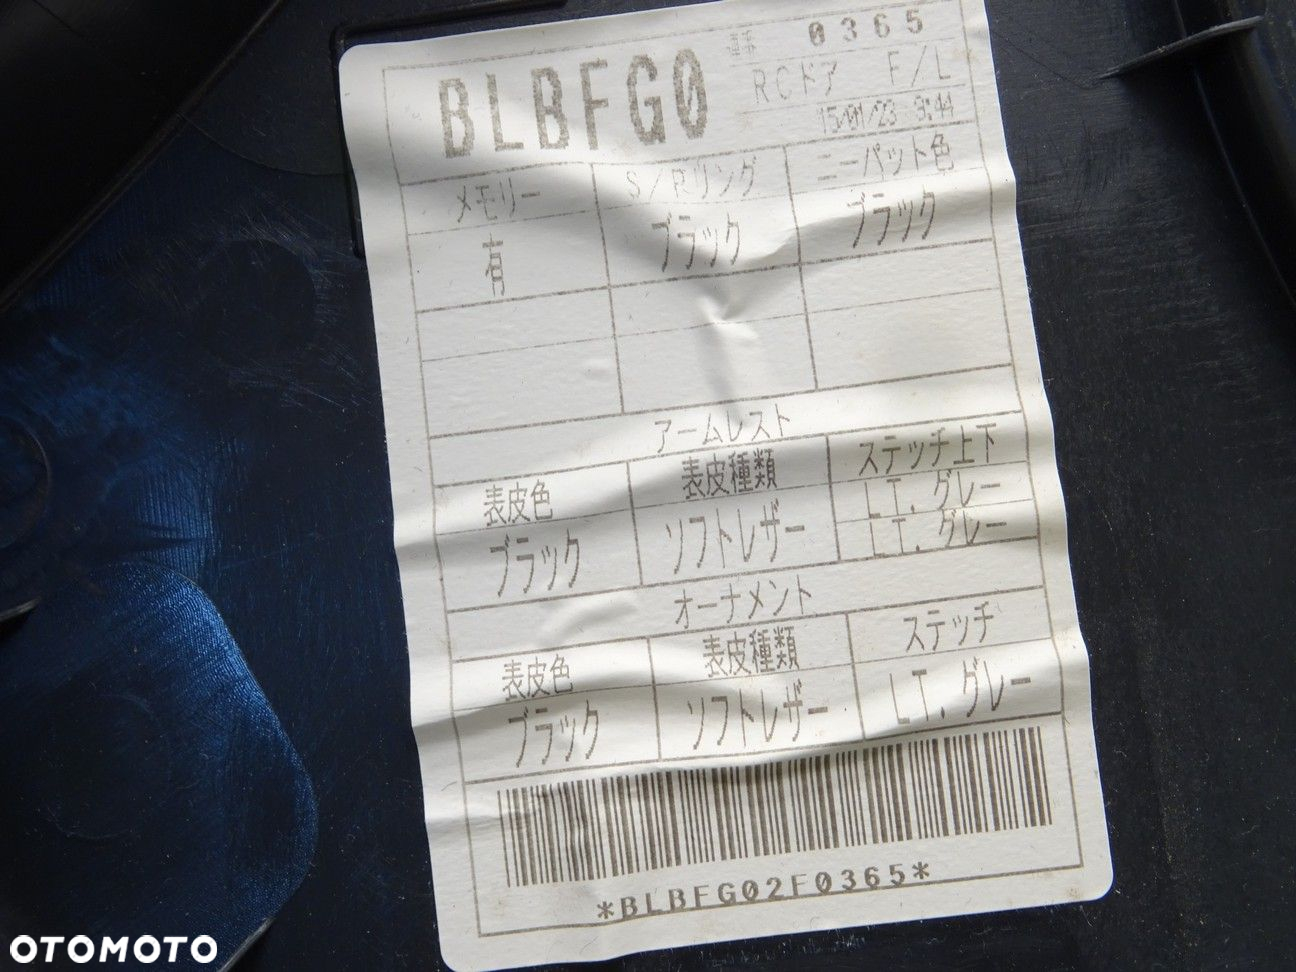 0365
BLBFG0
RCドア F/L
15/01/23 9:44
メモリー S/Rリング ニーパット色
有 ブラック ブラック
アームレスト
表皮色 表皮種類 ステッチ上下
ブラック ソフトレザー LT.グレー
LT.グレー
オーナメント
表皮色 表皮種類 ステッチ
ブラック ソフトレザー LT.グレー
*BLBFG02F0365*
OTOMOTO